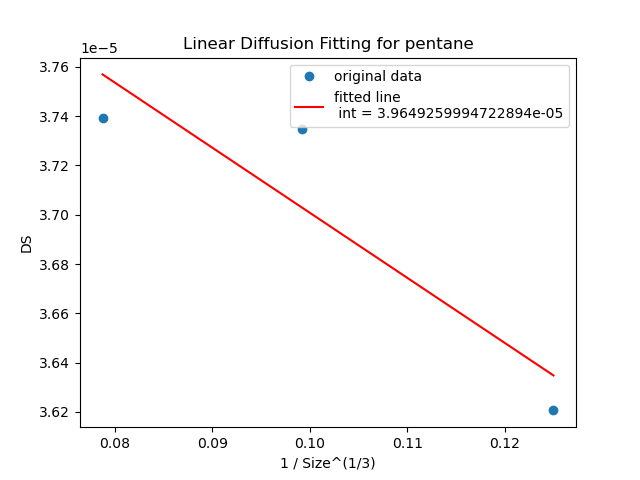 Linear Diffusion Fitting for pentane
1e−5
original data
fitted line
int = 3.9649259994722894e-05
3.76
3.74
3.72
3.70
3.68
3.66
3.64
3.62
DS
0.08
0.09
0.10
0.11
0.12
1 / Size^(1/3)